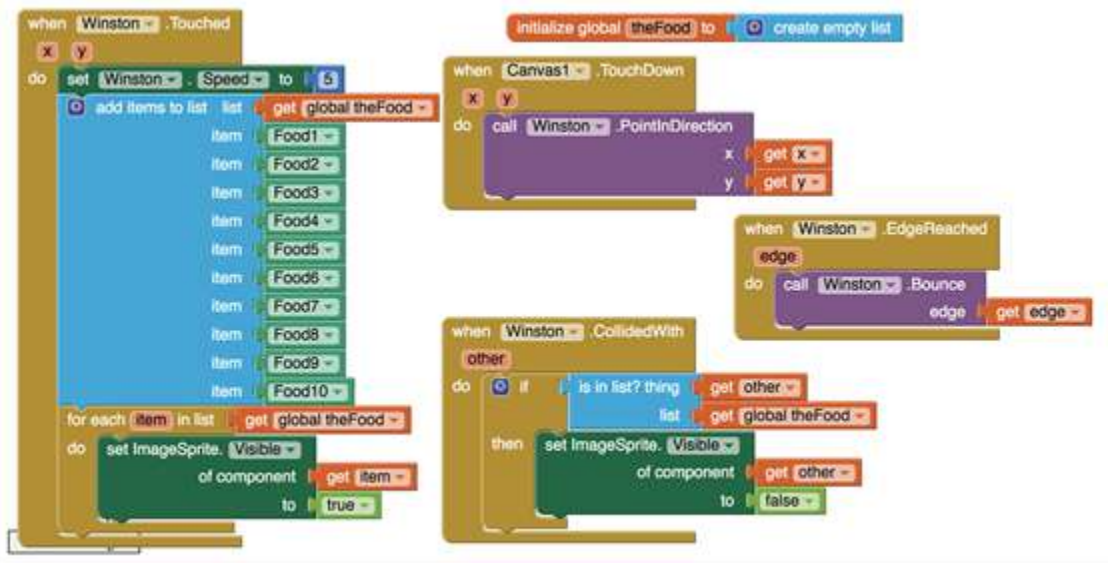 when Winston .Touched
x y
do set Winston . Speed to 5
add items to list list get global theFood
item Food1
item Food2
item Food3
item Food4
item Food5
item Food6
item Food7
item Food8
item Food9
item Food10
for each item in list get global theFood
do set ImageSprite. Visible
of component get item
to true
initialize global theFood to create empty list
when Canvas1 .TouchDown
x y
do call Winston .PointInDirection
x get x
y get y
when Winston .EdgeReached
edge
do call Winston .Bounce
edge get edge
when Winston .CollidedWith
other
do if is in list? thing get other
list get global theFood
then set ImageSprite. Visible
of component get other
to false